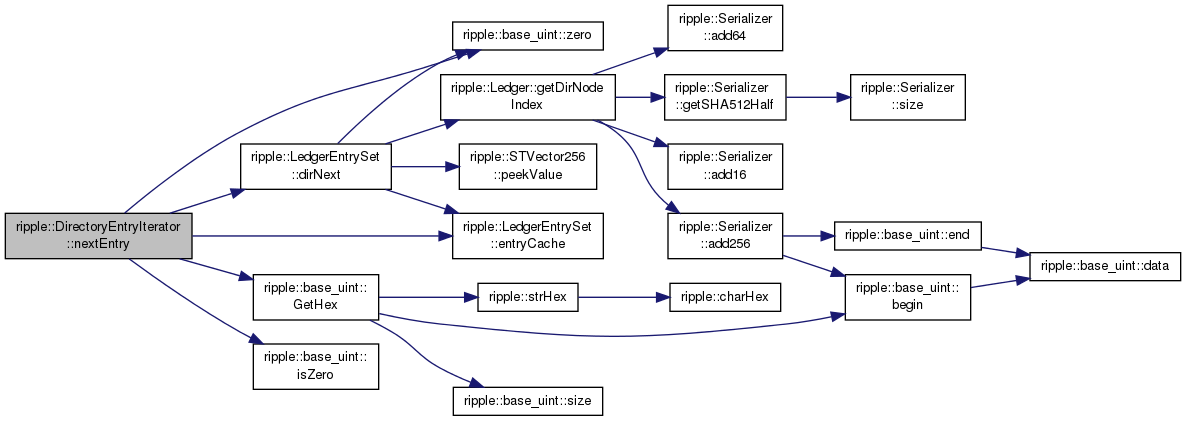 ripple::DirectoryEntryIterator
::nextEntry
ripple::LedgerEntrySet
::dirNext
ripple::base_uint::
GetHex
ripple::base_uint::
isZero
ripple::base_uint::zero
ripple::Ledger::getDirNode
Index
ripple::STVector256
::peekValue
ripple::LedgerEntrySet
::entryCache
ripple::strHex
ripple::base_uint::size
ripple::Serializer
::add64
ripple::Serializer
::getSHA512Half
ripple::Serializer
::add16
ripple::Serializer
::add256
ripple::charHex
ripple::Serializer
::size
ripple::base_uint::end
ripple::base_uint::
begin
ripple::base_uint::data